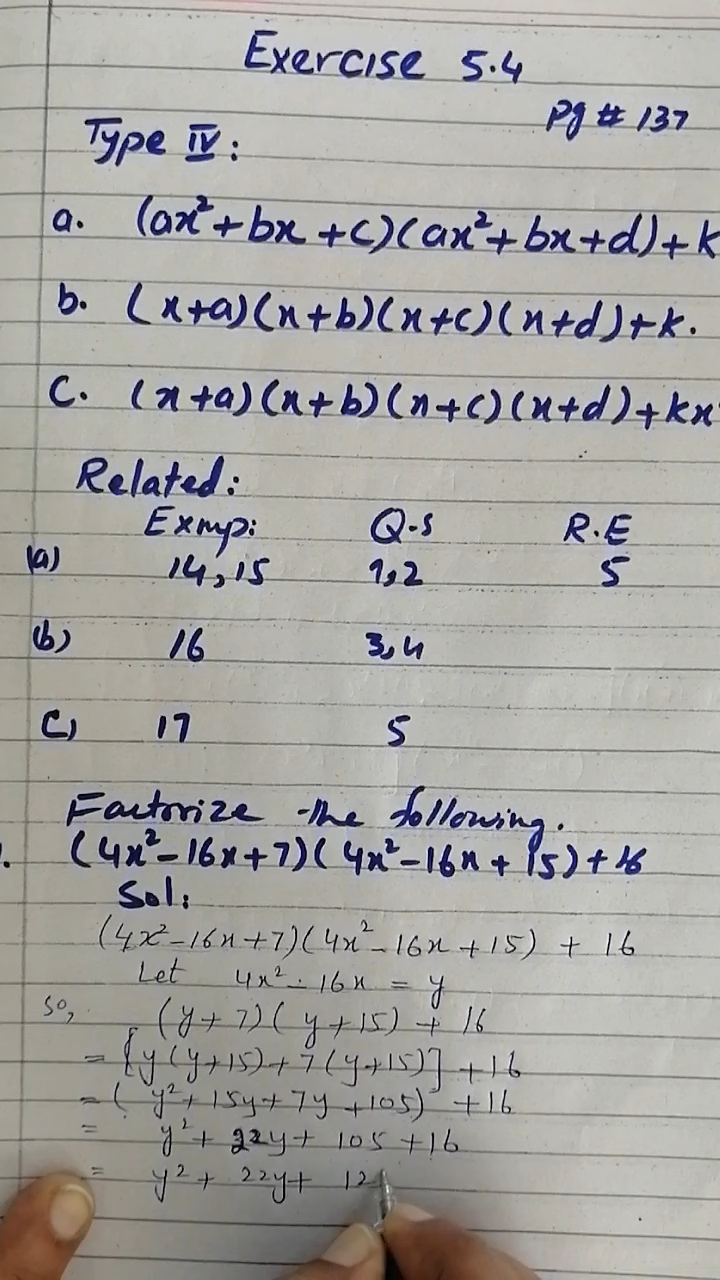 Exercise 5.4
Pg # 137
Type IV:
a. (ax²+bx+c)(ax²+bx+d)+k
b. (x+a)(x+b)(x+c)(x+d)+k.
C. (x+a)(x+b)(x+c)(x+d)+kx
Related:
Exmp: Q.s R.E
(a) 14,15 1,2 5
(b) 16 3,4
C) 17 5
Factorize the following.
. (4x²-16x+7)(4x²-16x+15)+16
Sol:
(4x²-16x+7)(4x²-16x+15) + 16
Let 4x²-16x = y
So, (y+7)(y+15) + 16
= [y(y+15)+7(y+15)] +16
= (y²+15y+7y+105) +16
= y²+22y+105+16
= y²+22y+ 12